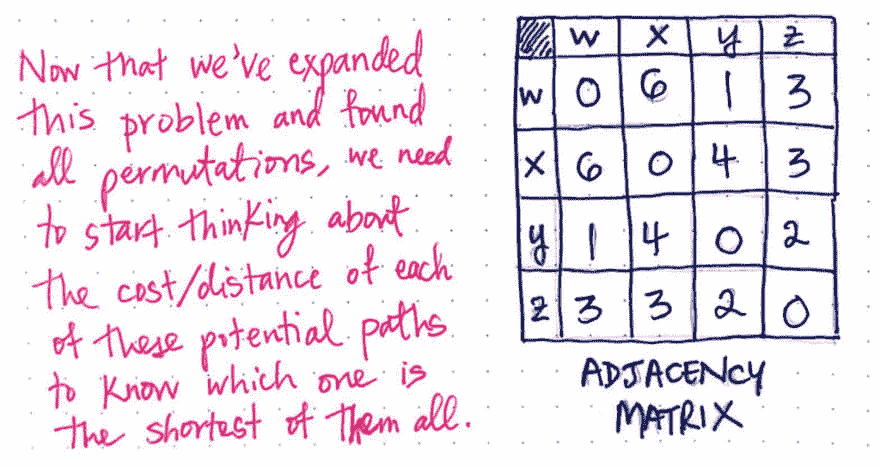 Now that we've expanded
this problem and found
all permutations, we need
to start thinking about
the cost/distance of each
of these potential paths
to know which one is
the shortest of them all.
w x y z
w 0 6 1 3
x 6 0 4 3
y 1 4 0 2
z 3 3 2 0
ADJACENCY
MATRIX